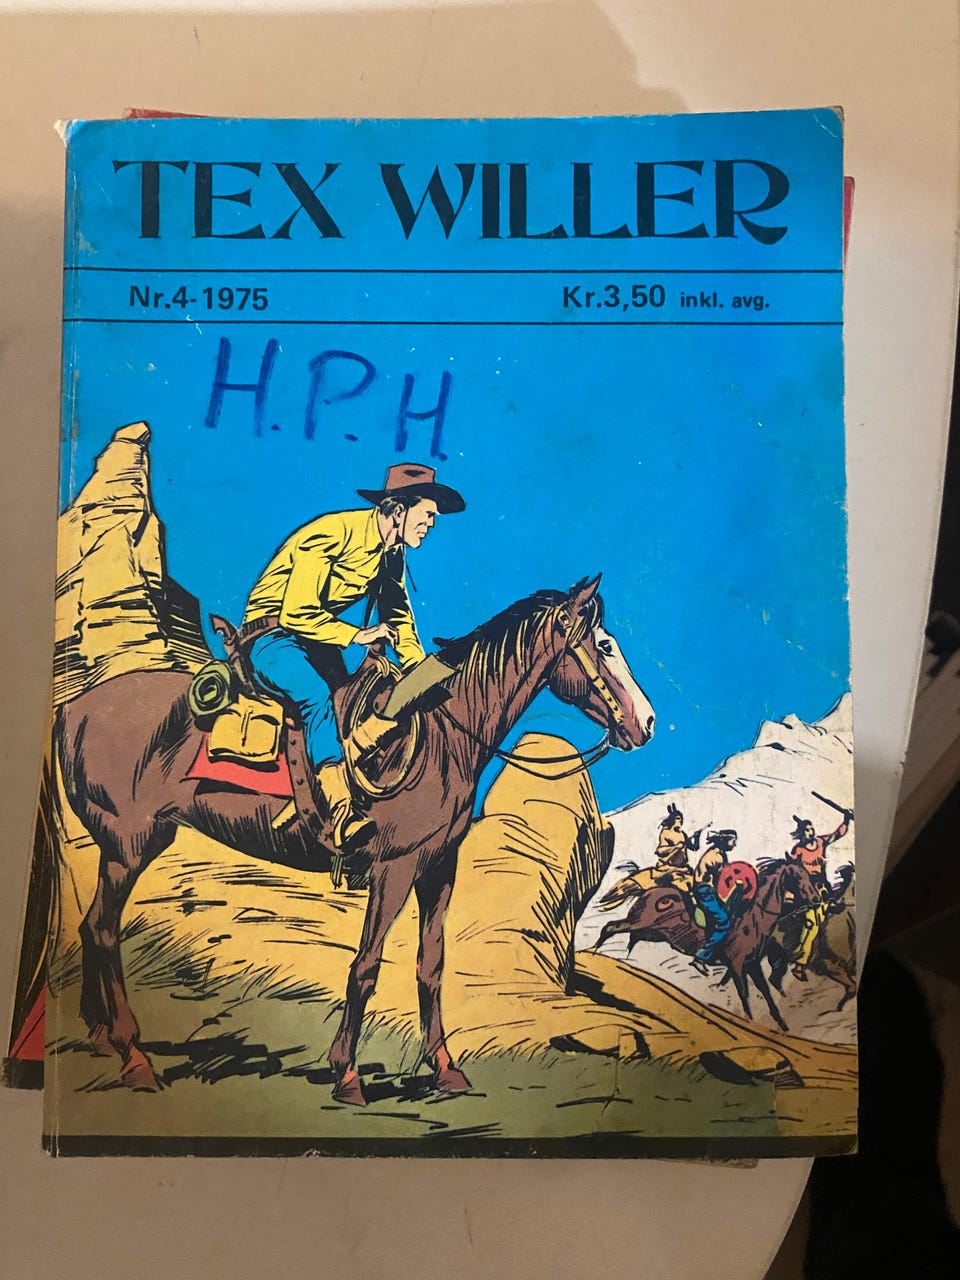 TEX WILLER
Nr.4-1975 Kr.3,50 inkl. avg.
H.P.H.